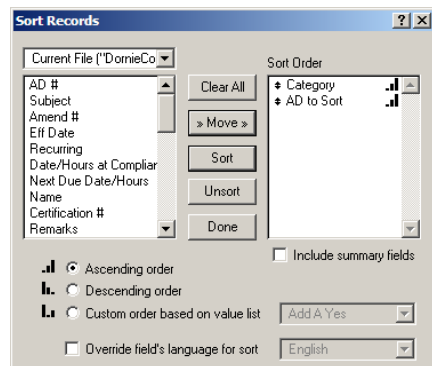 Sort Records
Current File ("DornieCo
Sort Order
AD #
Subject
Amend #
Eff Date
Recurring
Date/Hours at Complian
Next Due Date/Hours
Name
Certification #
Remarks
Clear All
» Move »
Sort
Unsort
Done
Category
AD to Sort
Include summary fields
Ascending order
Descending order
Custom order based on value list
Add A Yes
Override field's language for sort
English